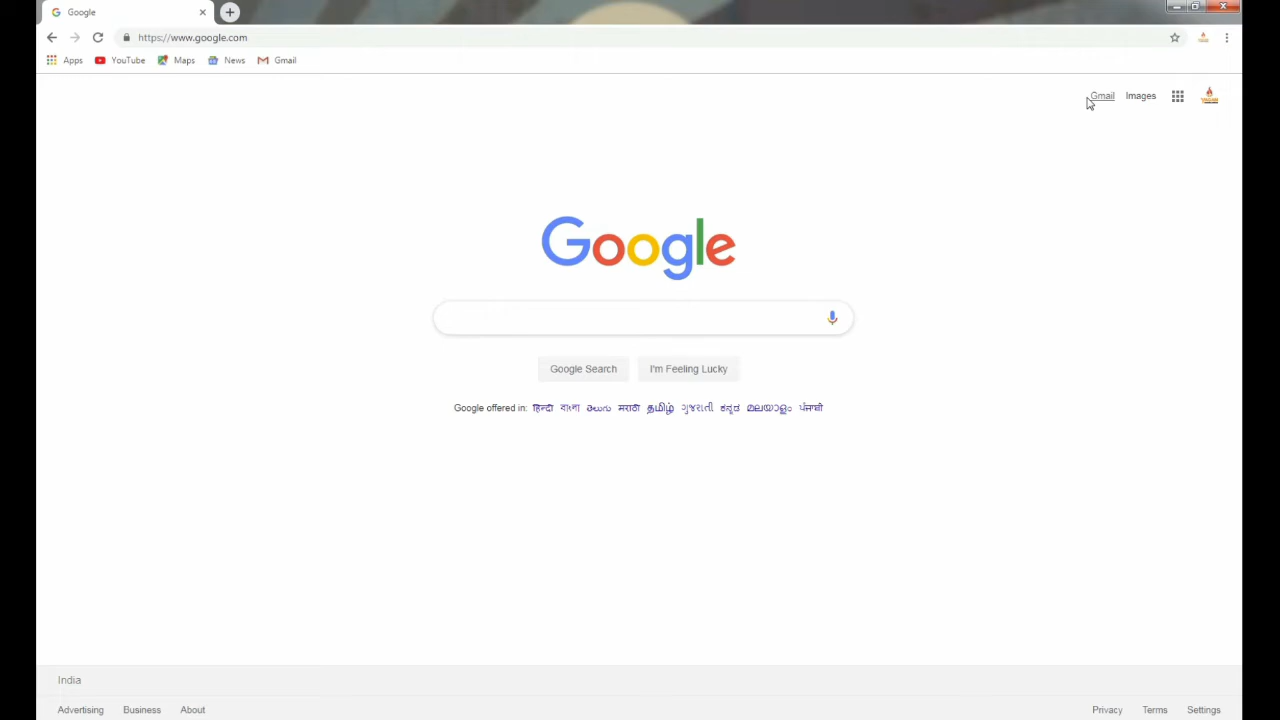 Google
https://www.google.com
Apps YouTube Maps News Gmail
Gmail Images
Google
Google Search I'm Feeling Lucky
Google offered in: हिन्दी বাংলা తెలుగు मराठी தமிழ் ગુજરાતી ಕನ್ನಡ മലയാളം ਪੰਜਾਬੀ
India
Advertising Business About Privacy Terms Settings